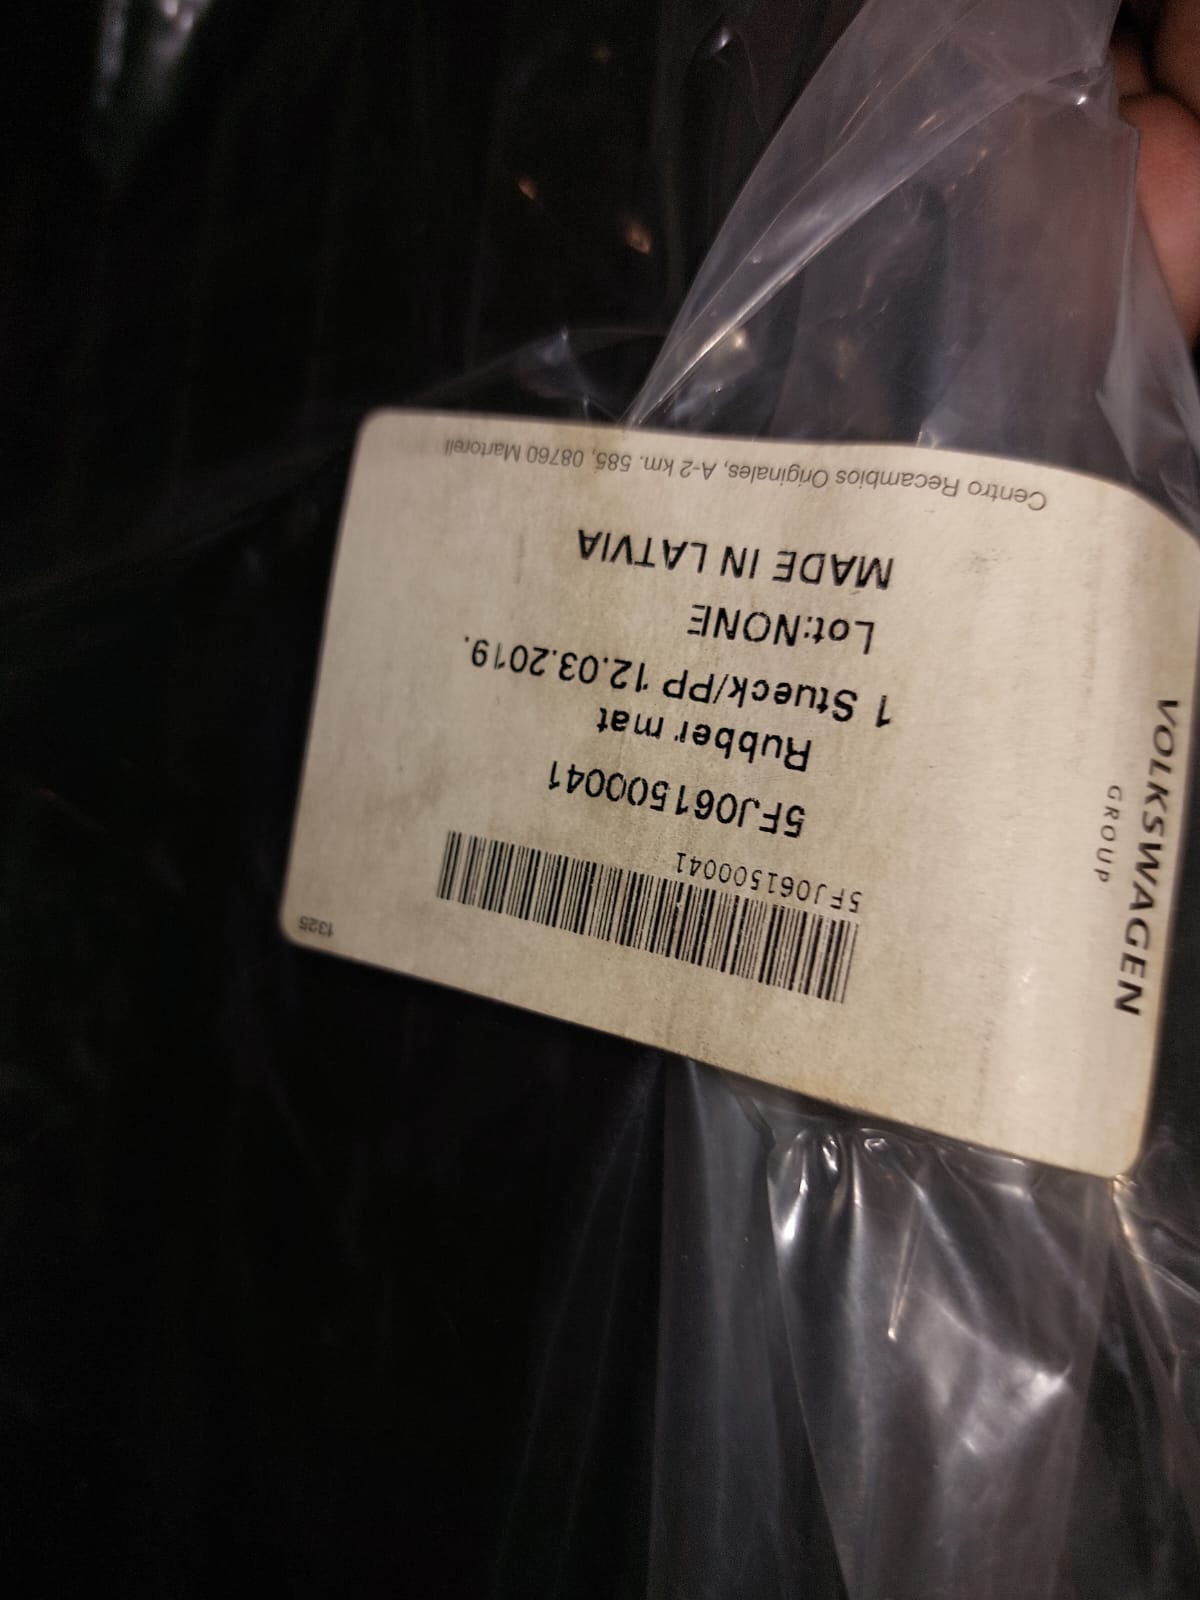 VOLKSWAGEN
GROUP
5FJ061500041
5FJ061500041
Rubber mat
1 Stueck/PP 12.03.2019.
Lot:NONE
MADE IN LATVIA
Centro Recambios Originales, A-2 km. 585, 08760 Martorell
1325